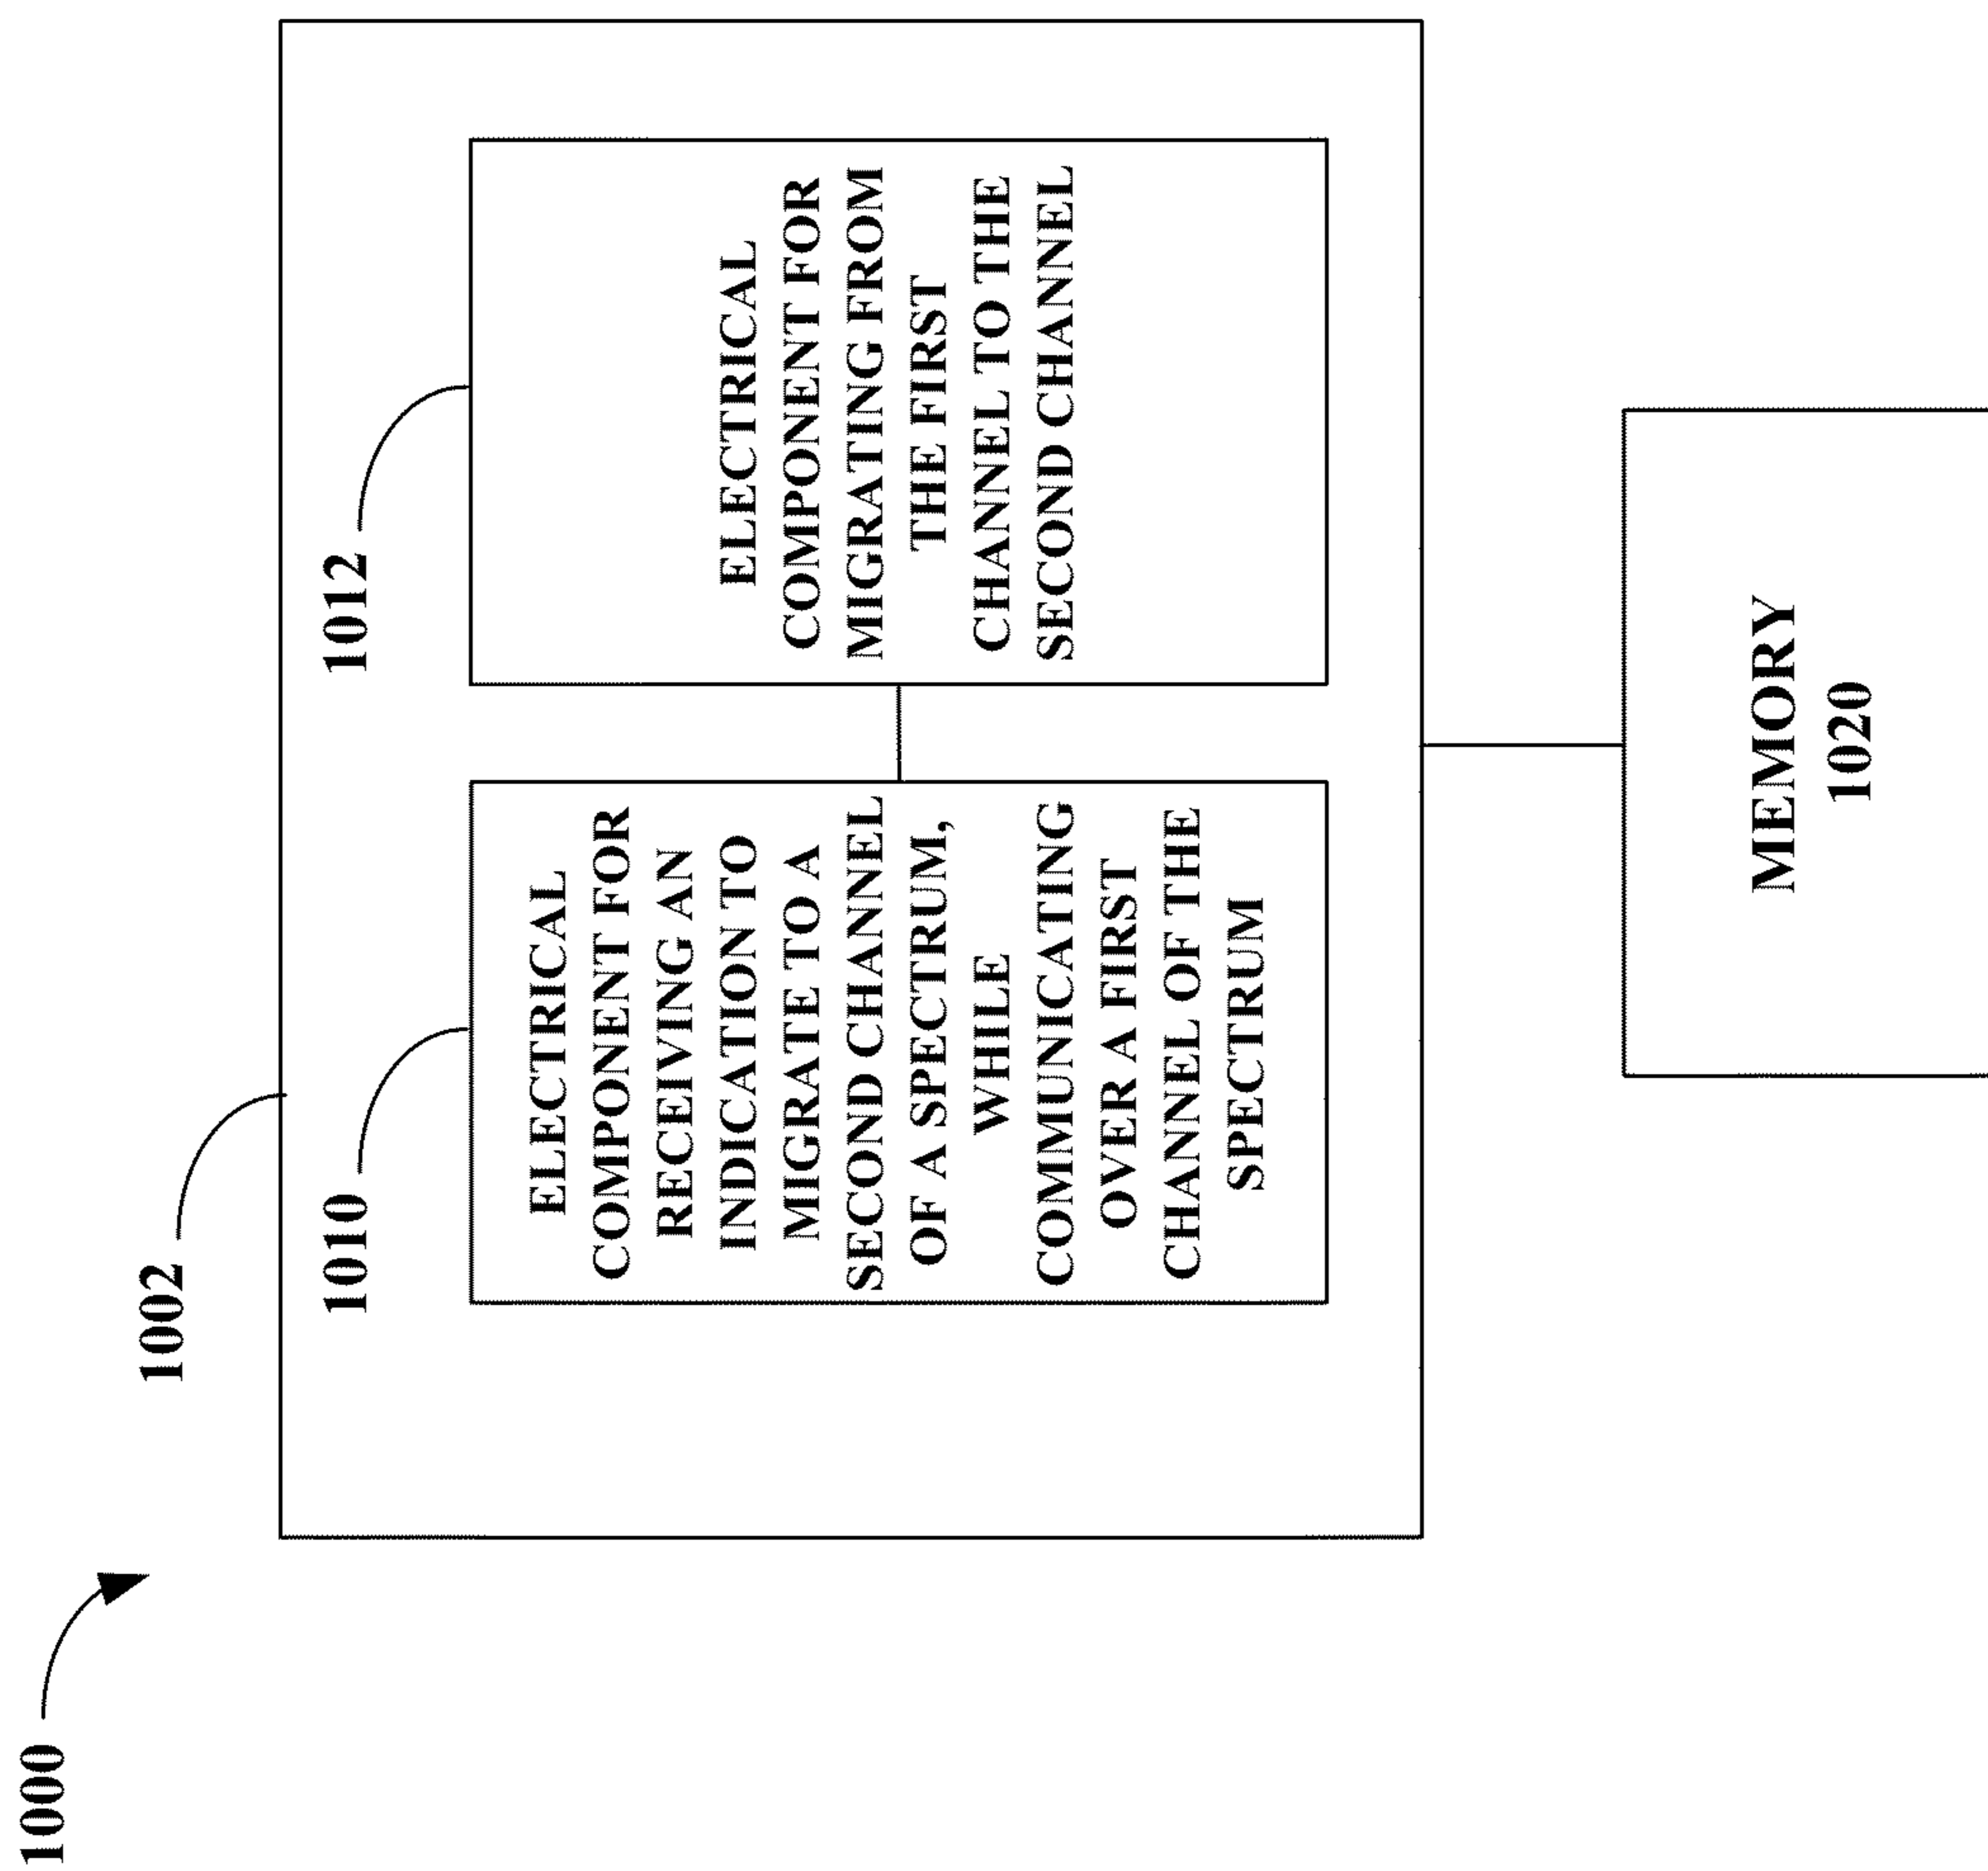 1000
1002
1010
ELECTRICAL
COMPONENT FOR
RECEIVING AN
INDICATION TO
MIGRATE TO A
SECOND CHANNEL
OF A SPECTRUM,
WHILE
COMMUNICATING
OVER A FIRST
CHANNEL OF THE
SPECTRUM
1012
ELECTRICAL
COMPONENT FOR
MIGRATING FROM
THE FIRST
CHANNEL TO THE
SECOND CHANNEL
MEMORY
1020